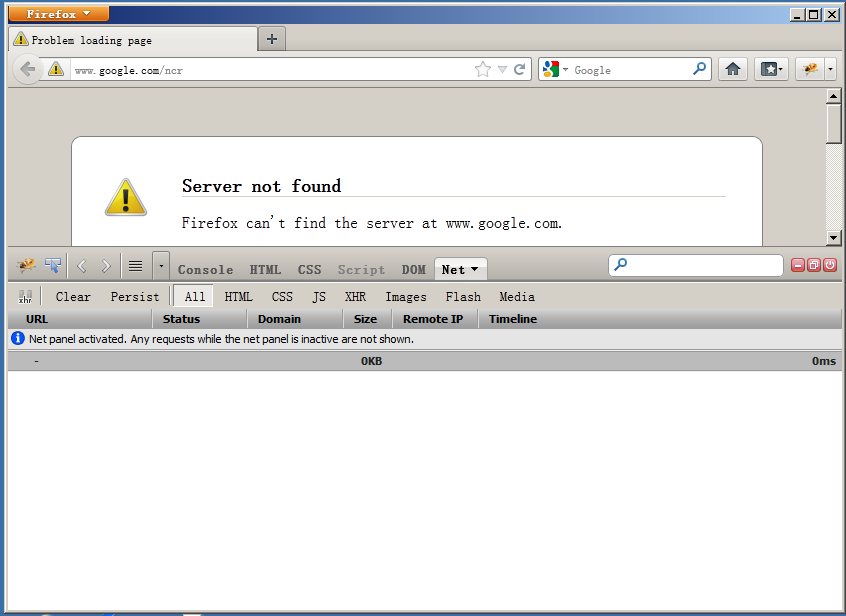 Firefox
Problem loading page
www.google.com/ncr
Google
Server not found
Firefox can't find the server at www.google.com.
Console HTML CSS Script DOM Net
xhr Clear Persist All HTML CSS JS XHR Images Flash Media
URL Status Domain Size Remote IP Timeline
Net panel activated. Any requests while the net panel is inactive are not shown.
- 0KB 0ms